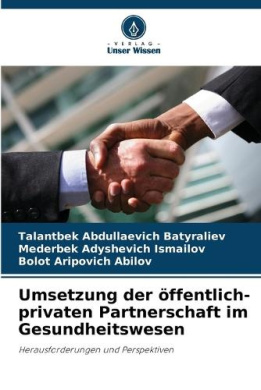 - VERLAG -
Unser Wissen
Talantbek Abdullaevich Batyraliev
Mederbek Adyshevich Ismailov
Bolot Aripovich Abilov
Umsetzung der öffentlich-
privaten Partnerschaft im
Gesundheitswesen
Herausforderungen und Perspektiven